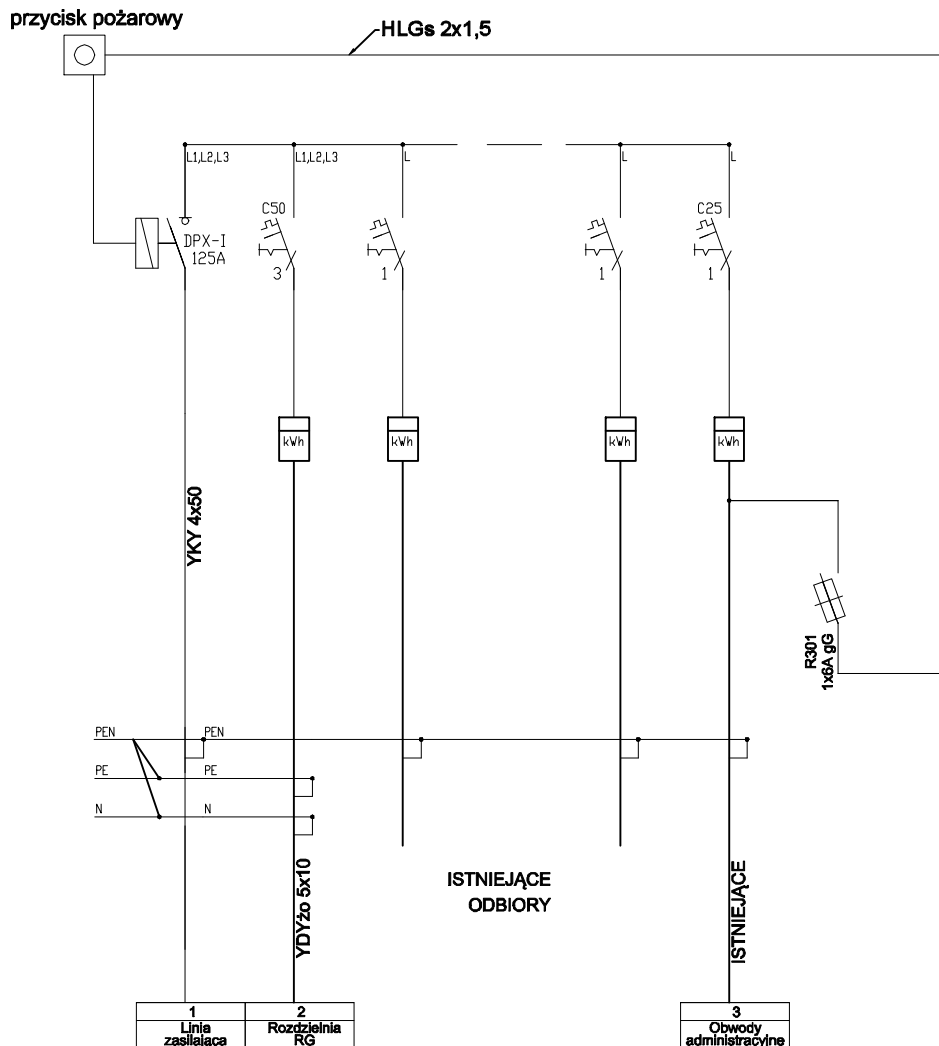 przycisk pożarowy
HLGs 2x1,5
L1,L2,L3
L1,L2,L3
L
L
L
C50
C25
DPX-I
125A
3
1
1
1
kWh
kWh
kWh
kWh
YKY 4x50
R301
1x6A gG
PEN
PEN
PE
PE
N
N
YDYżo 5x10
ISTNIEJĄCE
ODBIORY
ISTNIEJĄCE
1
Linia
zasilająca
2
Rozdzielnia
RG
3
Obwody
administracyjne